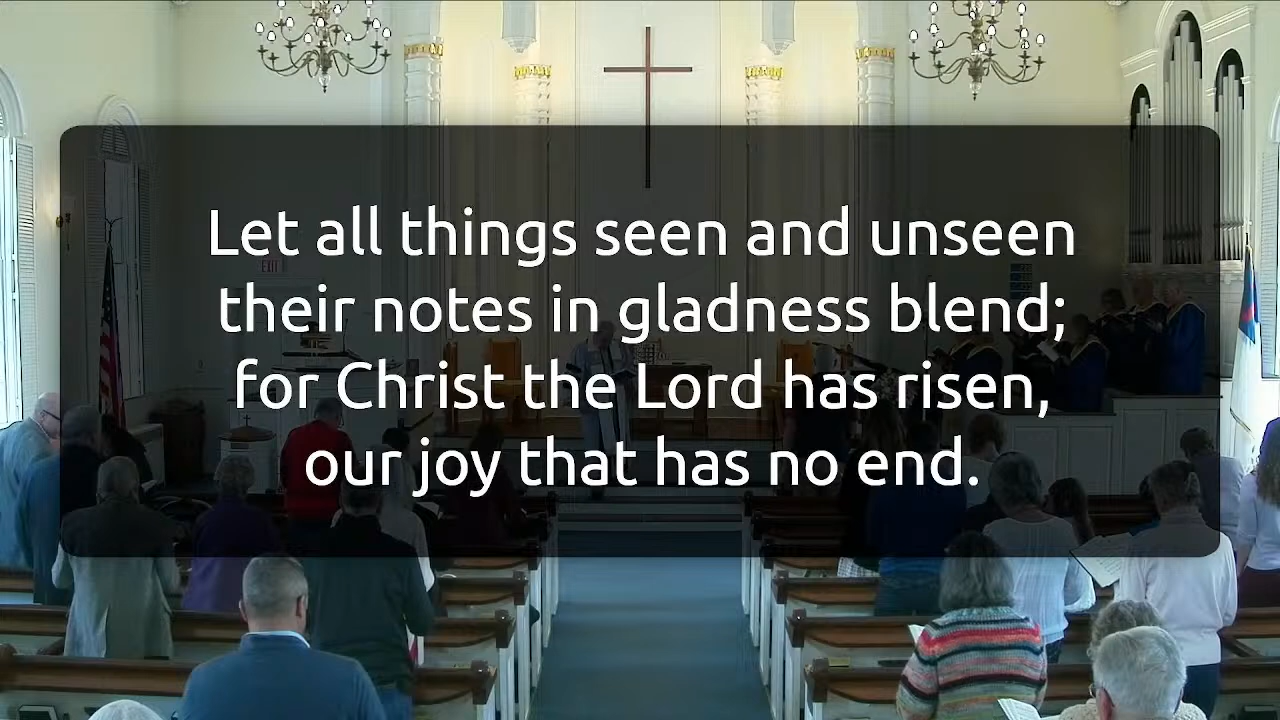 EXIT
Let all things seen and unseen
their notes in gladness blend;
for Christ the Lord has risen,
our joy that has no end.